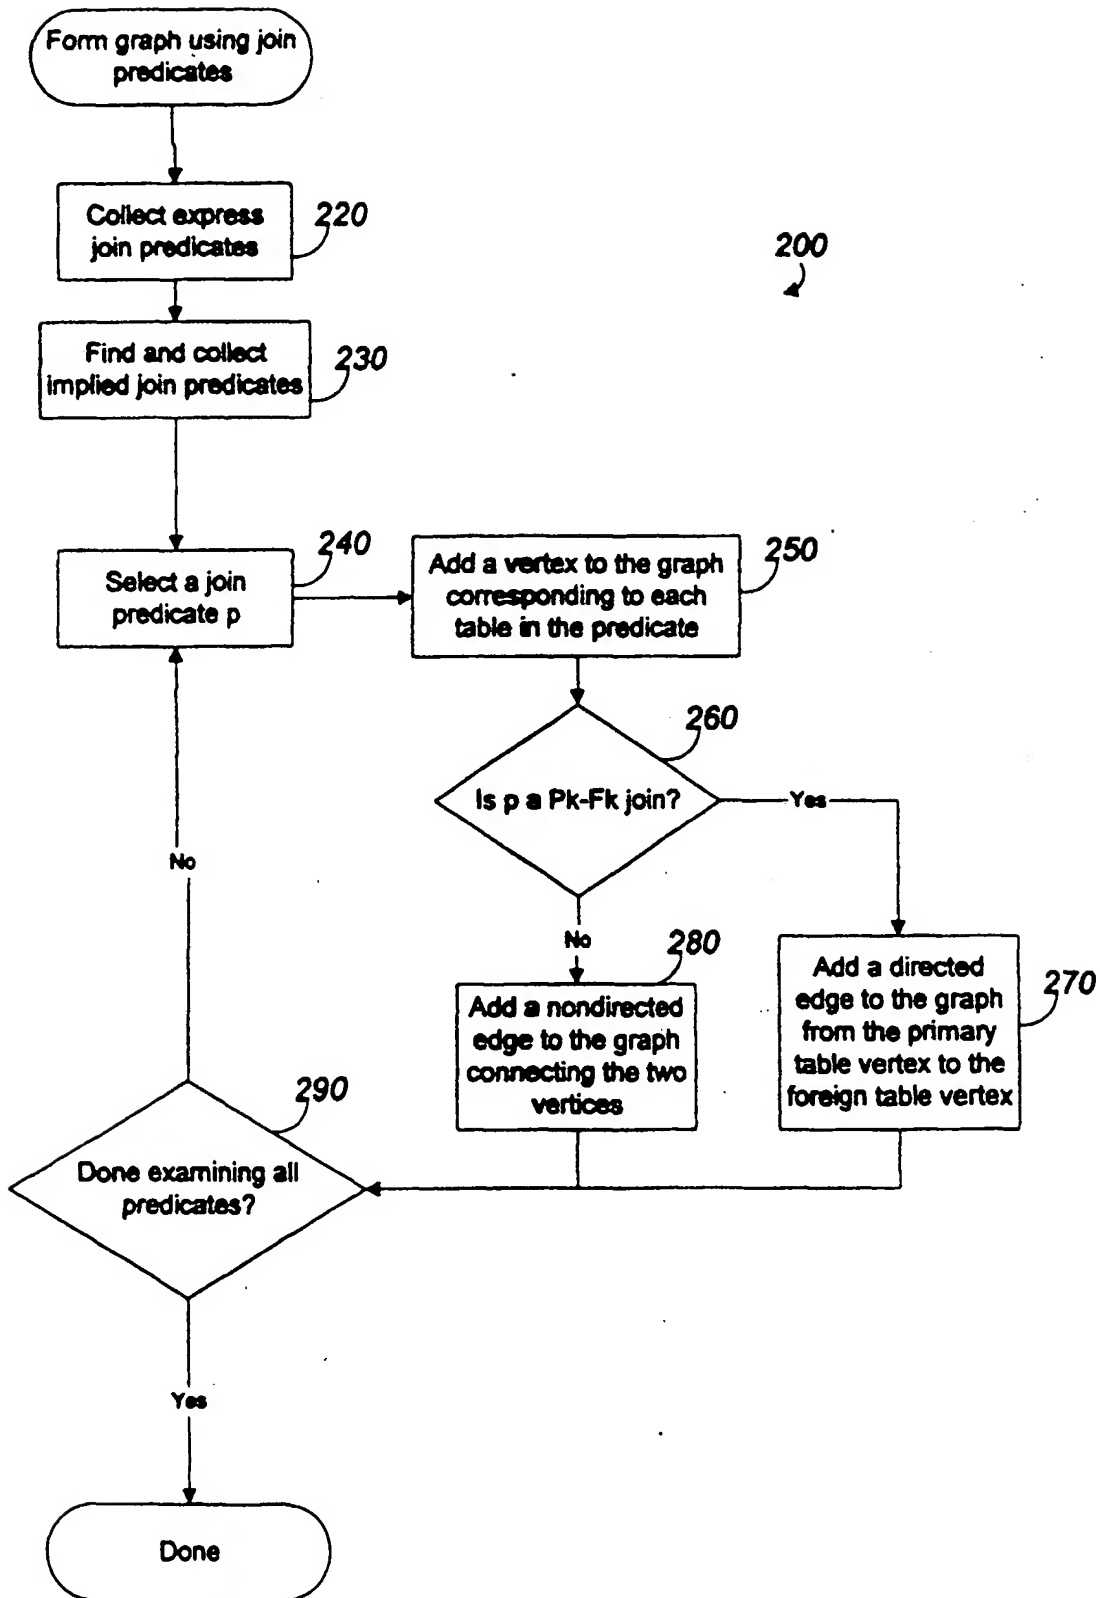 Form graph using join
predicates
Collect express
join predicates
220
200
Find and collect
implied join predicates
230
Select a join
predicate p
240
Add a vertex to the graph
corresponding to each
table in the predicate
250
Is p a Pk-Fk join?
260
Yes
No
No
Add a nondirected
edge to the graph
connecting the two
vertices
280
Add a directed
edge to the graph
from the primary
table vertex to the
foreign table vertex
270
Done examining all
predicates?
290
Yes
Done